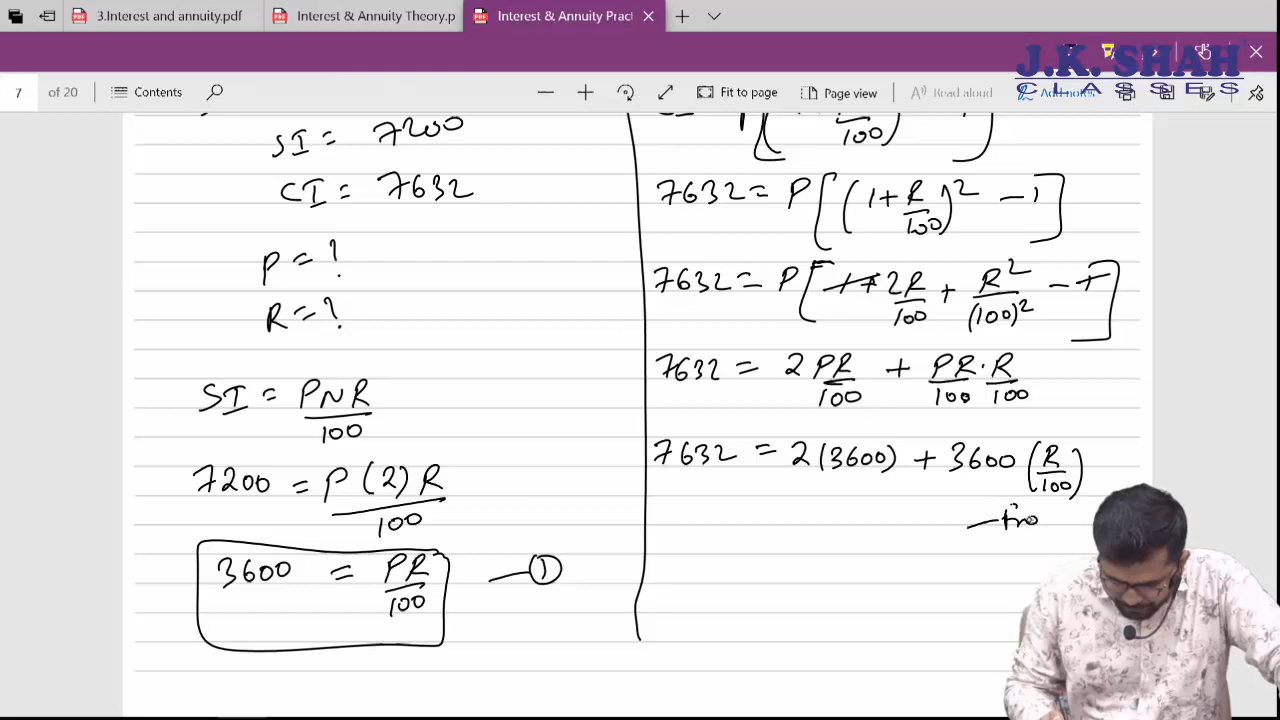 3.Interest and annuity.pdf
Interest & Annuity Theory.p
Interest & Annuity Pract
7 of 20
Contents
Fit to page
Page view
Read aloud
J.K. SHAH
CLASSES
SI = 7200
CI = 7632
P = ?
R = ?
SI = PNR/100
7200 = P(2)R/100
3600 = PR/100 — ①
7632 = P[(1+R/100)^2 - 1]
7632 = P[1+2R/100 + R^2/(100)^2 - 1]
7632 = 2PR/100 + PR/100 · R/100
7632 = 2(3600) + 3600(R/100)
— fro